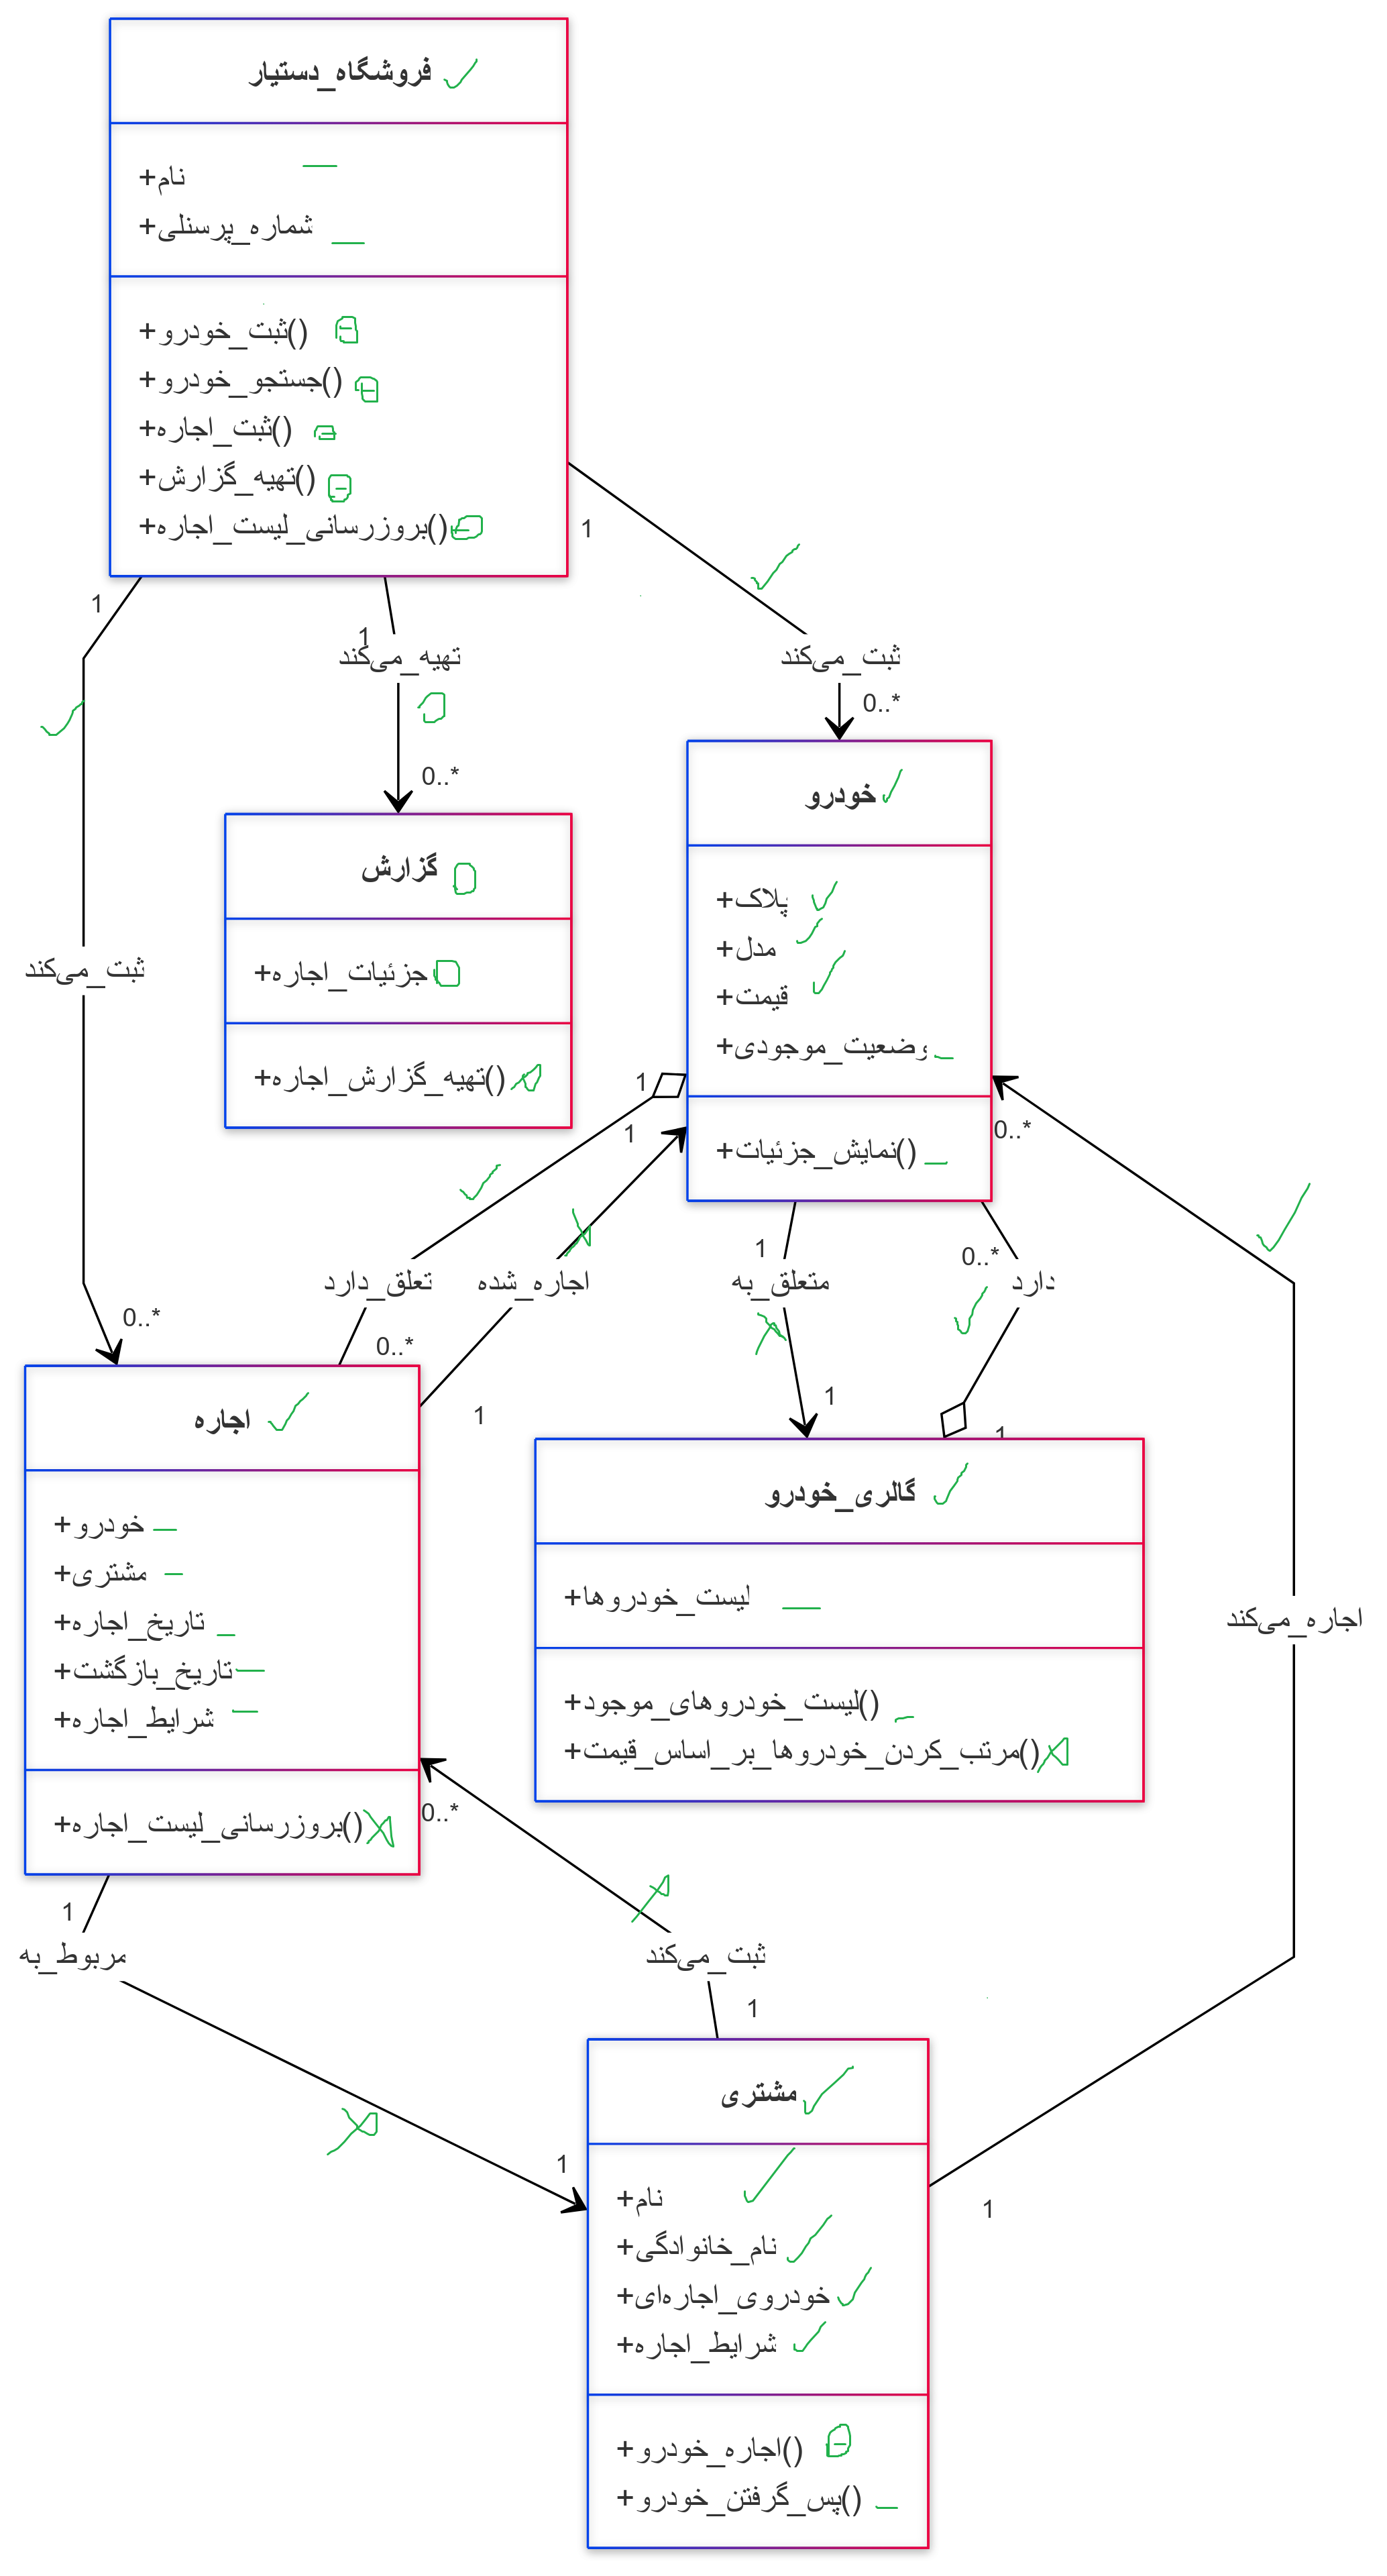 فروشگاه_دستیار
+نام
+شماره_پرسنلی
+ثبت_خودرو()
+جستجو_خودرو()
+ثبت_اجاره()
+تهیه_گزارش()
+بروزرسانی_لیست_اجاره()
1
1
1
تهیه_می‌کند
ثبت_می‌کند
0..*
0..*
خودرو
گزارش
+پلاک
+مدل
+قیمت
+وضعیت_موجودی
ثبت_می‌کند
+جزئیات_اجاره
+تهیه_گزارش_اجاره()
1
1
0..*
+نمایش_جزئیات()
1
0..*
تعلق_دارد
اجاره_شده
متعلق_به
دارد
0..*
0..*
1
1
1
اجاره
گالری_خودرو
+خودرو
+مشتری
+تاریخ_اجاره
+تاریخ_بازگشت
+شرایط_اجاره
+لیست_خودروها
اجاره_می‌کند
+لیست_خودروهای_موجود()
+مرتب_کردن_خودروها_بر_اساس_قیمت()
+بروزرسانی_لیست_اجاره()
0..*
1
مربوط_به
ثبت_می‌کند
1
مشتری
1
1
+نام
+نام_خانوادگی
+خودروی_اجاره‌ای
+شرایط_اجاره
+اجاره_خودرو()
+پس_گرفتن_خودرو()